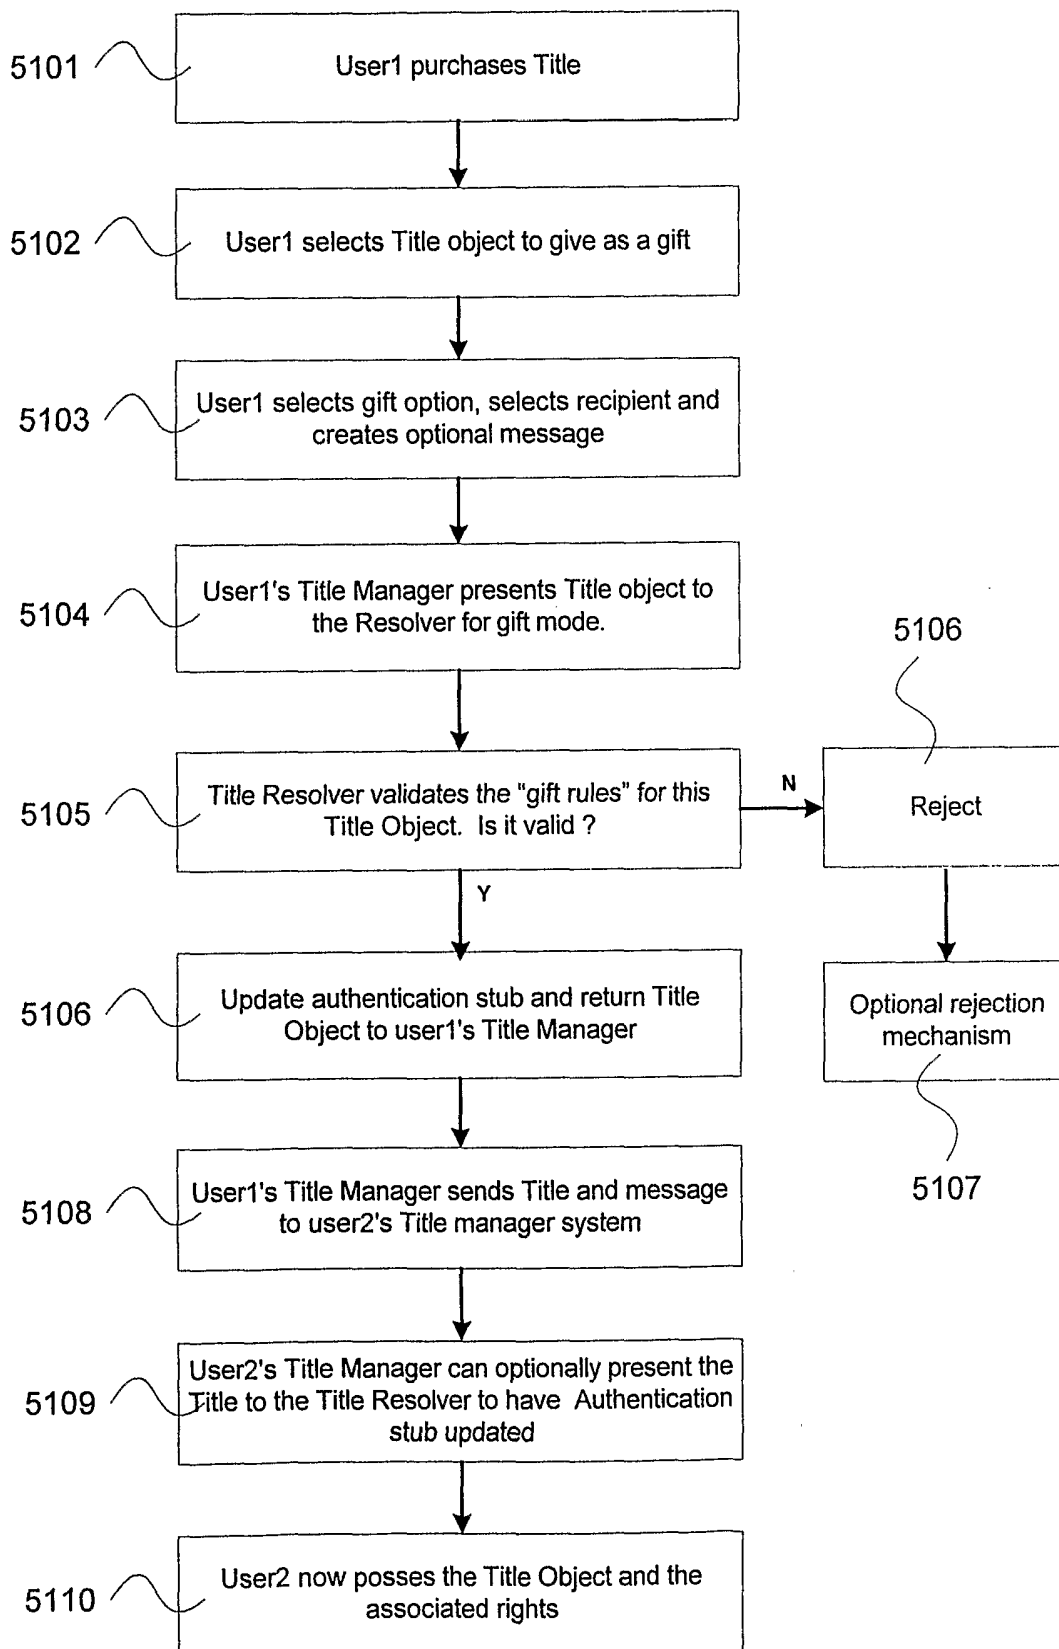 5101
User1 purchases Title
5102
User1 selects Title object to give as a gift
5103
User1 selects gift option, selects recipient and
creates optional message
5104
User1's Title Manager presents Title object to
the Resolver for gift mode.
5105
Title Resolver validates the "gift rules" for this
Title Object. Is it valid ?
N
5106
Reject
Y
5106
Update authentication stub and return Title
Object to user1's Title Manager
Optional rejection
mechanism
5107
5108
User1's Title Manager sends Title and message
to user2's Title manager system
5109
User2's Title Manager can optionally present the
Title to the Title Resolver to have Authentication
stub updated
5110
User2 now posses the Title Object and the
associated rights